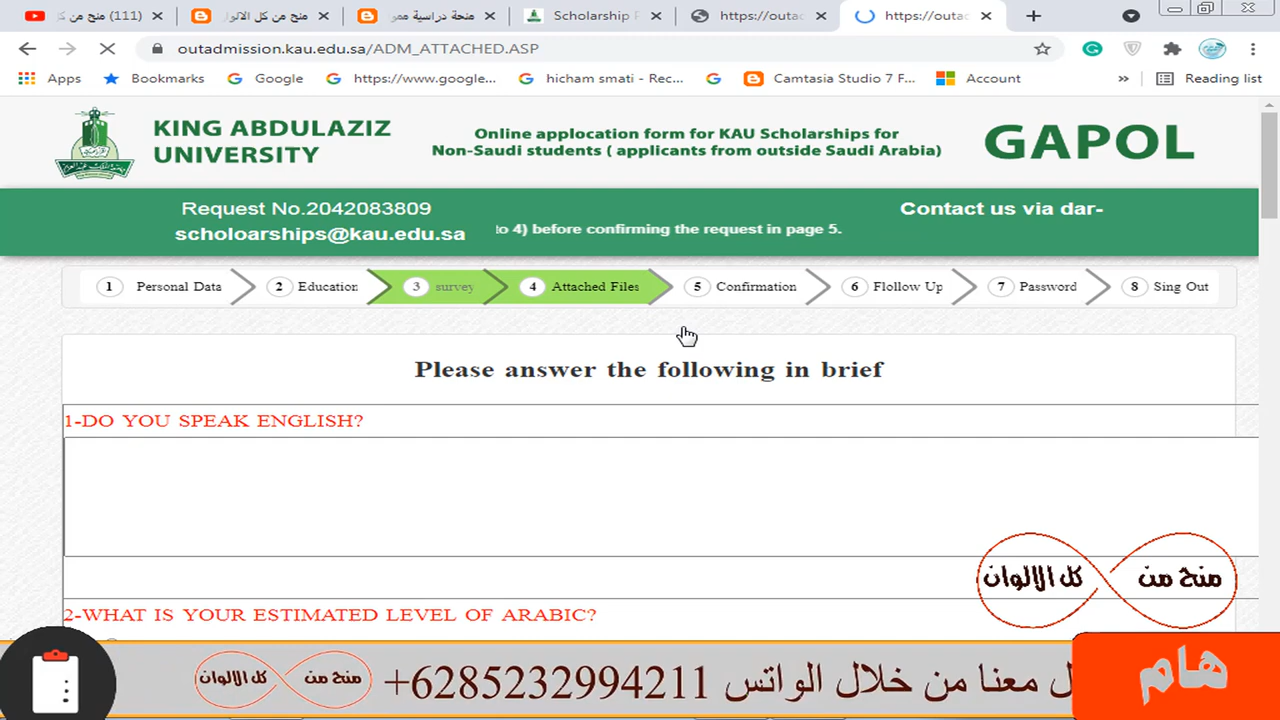 (111) منح من ك
منح من كل الالوان
منحة دراسية ممو
Scholarship F
https://outad
https://outad
outadmission.kau.edu.sa/ADM_ATTACHED.ASP
Apps
Bookmarks
Google
https://www.google...
hicham smati - Rec...
Camtasia Studio 7 F...
Account
»
Reading list
KING ABDULAZIZ
UNIVERSITY
Online applocation form for KAU Scholarships for
Non-Saudi students ( applicants from outside Saudi Arabia)
GAPOL
Request No.2042083809
scholoarships@kau.edu.sa
to 4) before confirming the request in page 5.
Contact us via dar-
1 Personal Data
2 Education
3 survey
4 Attached Files
5 Confirmation
6 Flollow Up
7 Password
8 Sing Out
Please answer the following in brief
1-DO YOU SPEAK ENGLISH?
منح من كل الالوان
2-WHAT IS YOUR ESTIMATED LEVEL OF ARABIC?
هام
ل معنا من خلال الواتس 6285232994211+
منح من كل الالوان